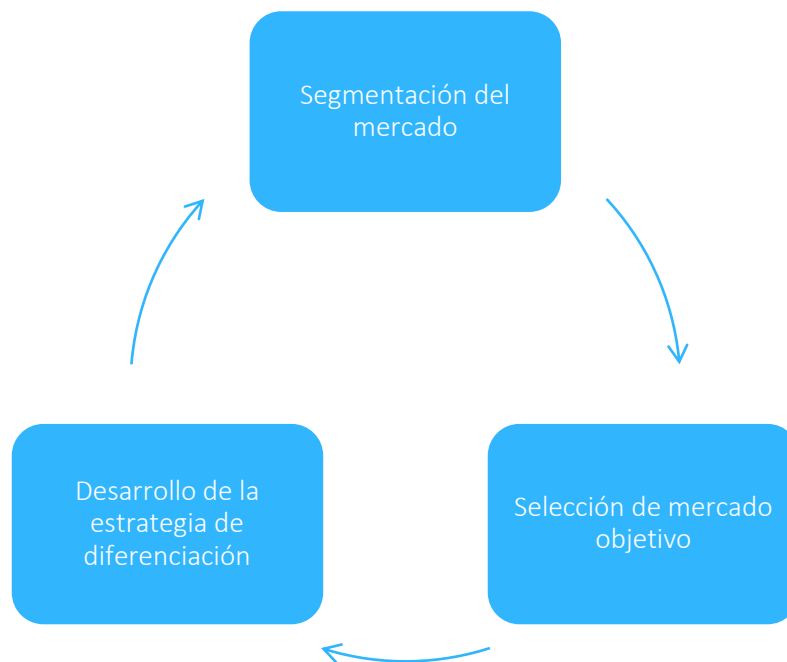 Segmentación del
mercado
Desarrollo de la
estrategia de
diferenciación
Selección de mercado
objetivo